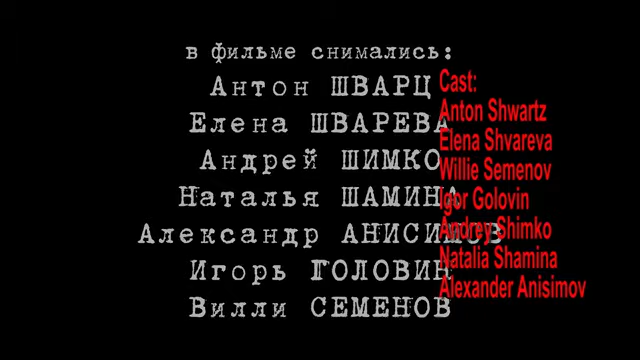 в фильме снимались:
Антон ШВАРЦ
Елена ШВАРЕВА
Андрей ШИМКО
Наталья ШАМИНА
Александр АНИСИМОВ
Игорь ГОЛОВИН
Вилли СЕМЕНОВ
Cast:
Anton Shwartz
Elena Shvareva
Willie Semenov
Igor Golovin
Andrey Shimko
Natalia Shamina
Alexander Anisimov